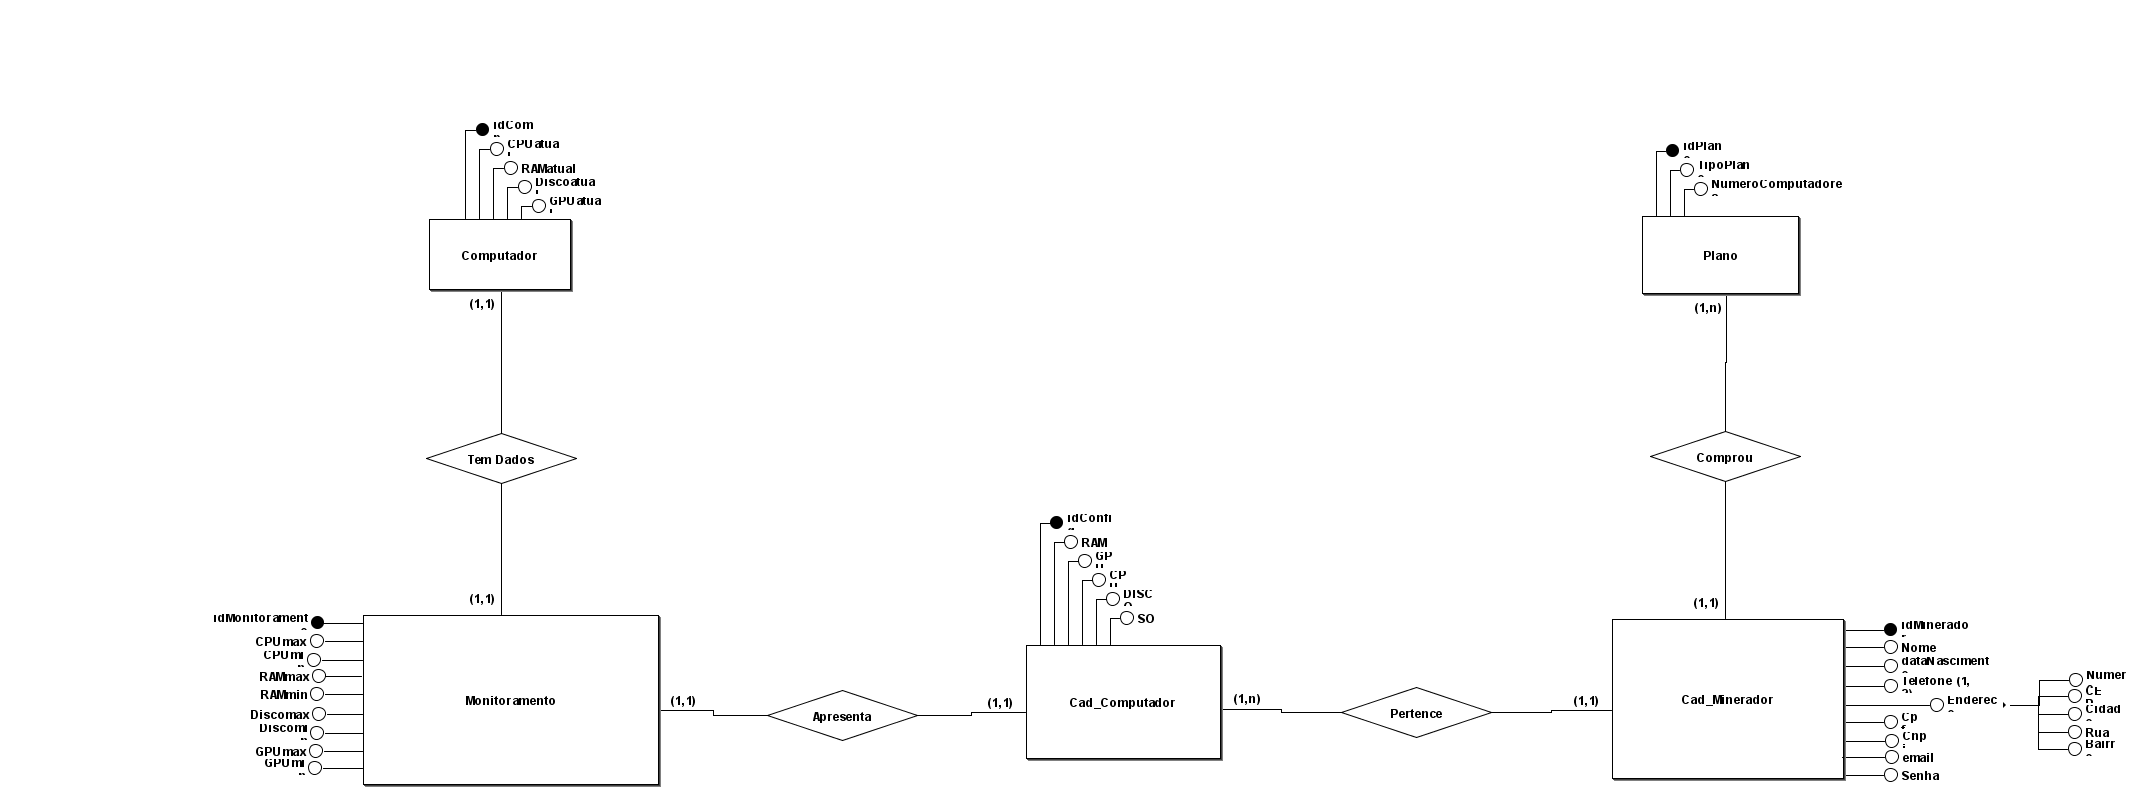 idCom
CPUatua
RAMatual
Discoatua
GPUatua
Computador
(1,1)
Tem Dados
(1,1)
idPlan
TipoPlan
NumeroComputadore
Plano
(1,n)
Comprou
(1,1)
idMonitorament
CPUmax
CPUmi
RAMmax
RAMmin
Discomax
Discomi
GPUmax
GPUmi
Monitoramento
(1,1)
Apresenta
(1,1)
idConfi
RAM
GP
CP
DISC
SO
Cad_Computador
(1,n)
Pertence
(1,1)
Cad_Minerador
idMinerado
Nome
dataNasciment
Telefone (1,
Enderec
Cp
Cnp
email
Senha
Numer
CE
Cidad
Rua
Bairr